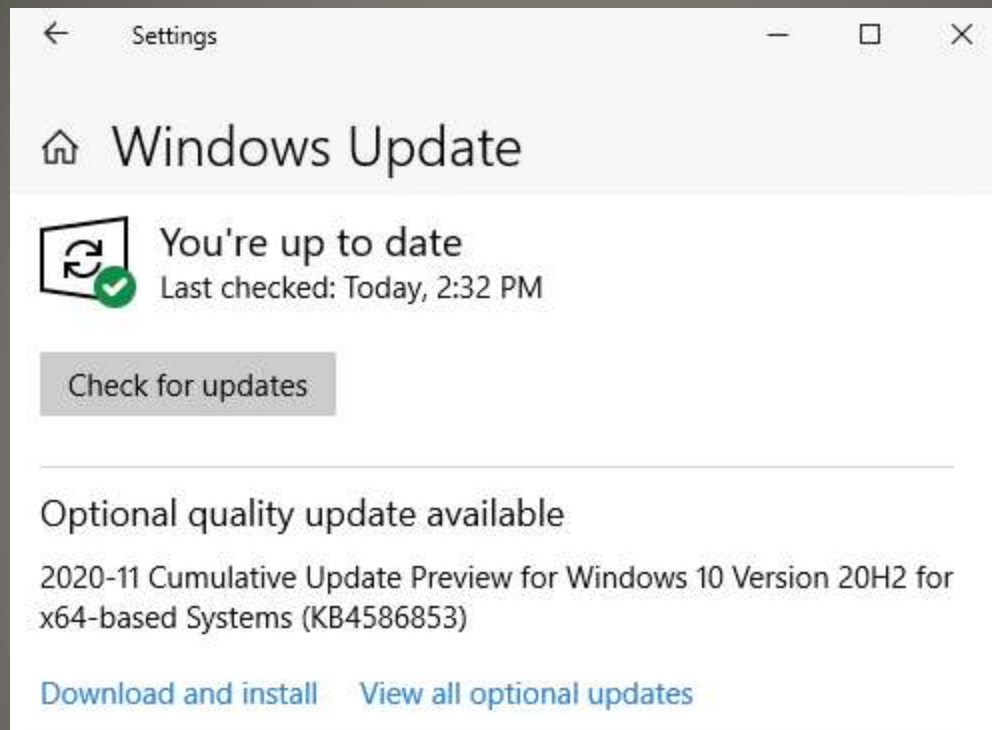 Settings
Windows Update
You're up to date
Last checked: Today, 2:32 PM
Check for updates
Optional quality update available
2020-11 Cumulative Update Preview for Windows 10 Version 20H2 for
x64-based Systems (KB4586853)
Download and install View all optional updates